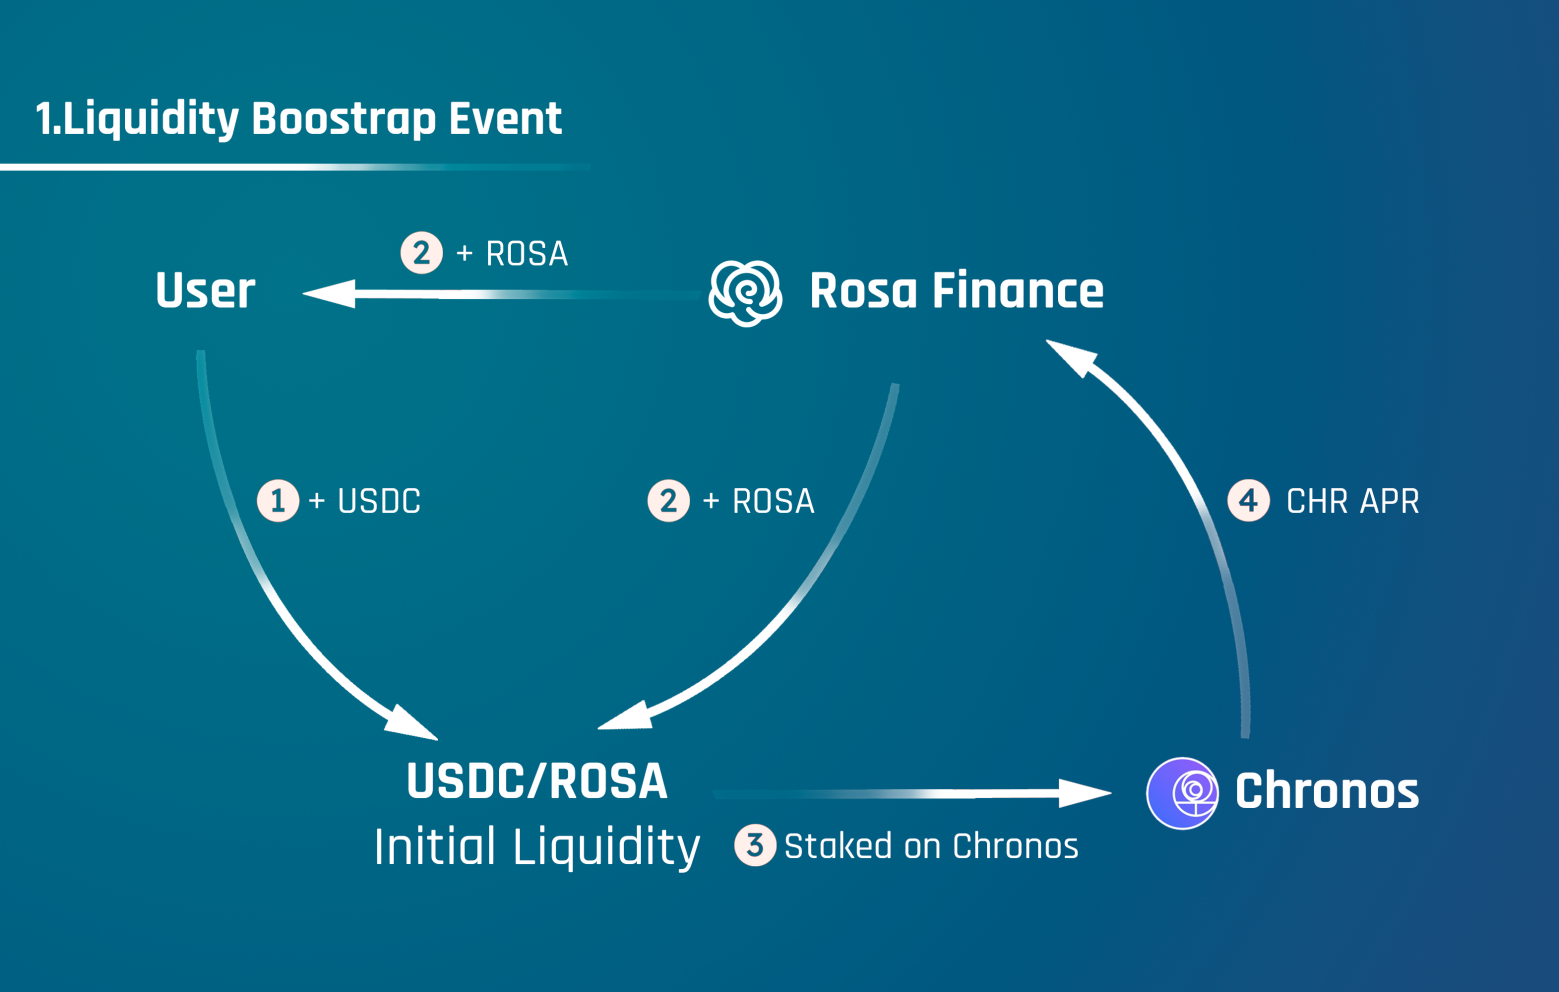 1.Liquidity Boostrap Event
2 + ROSA
User
Rosa Finance
1 + USDC
2 + ROSA
4 CHR APR
USDC/ROSA
Initial Liquidity
3 Staked on Chronos
Chronos